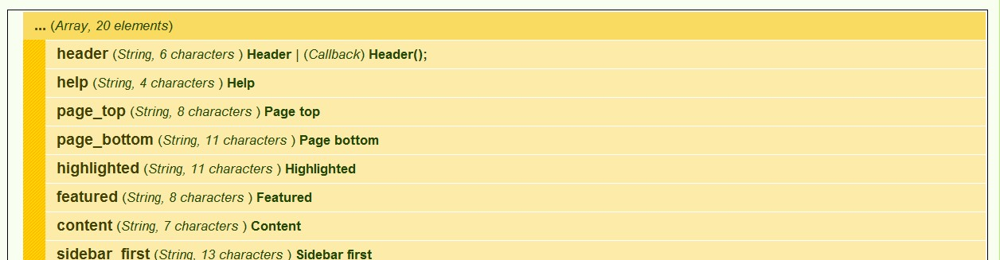 ... (Array, 20 elements)
header (String, 6 characters ) Header | (Callback) Header();
help (String, 4 characters ) Help
page_top (String, 8 characters ) Page top
page_bottom (String, 11 characters ) Page bottom
highlighted (String, 11 characters ) Highlighted
featured (String, 8 characters ) Featured
content (String, 7 characters ) Content
sidebar_first (String, 13 characters ) Sidebar first